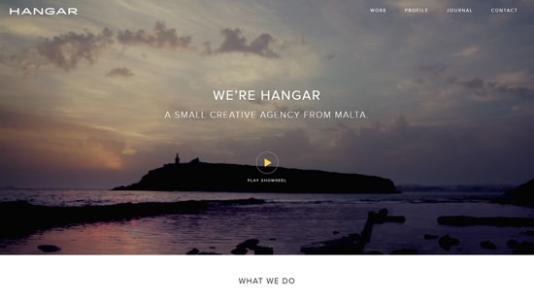 HANGAR
WORK PROFILE JOURNAL CONTACT
WE'RE HANGAR
A SMALL CREATIVE AGENCY FROM MALTA.
PLAY SHOWREEL
WHAT WE DO